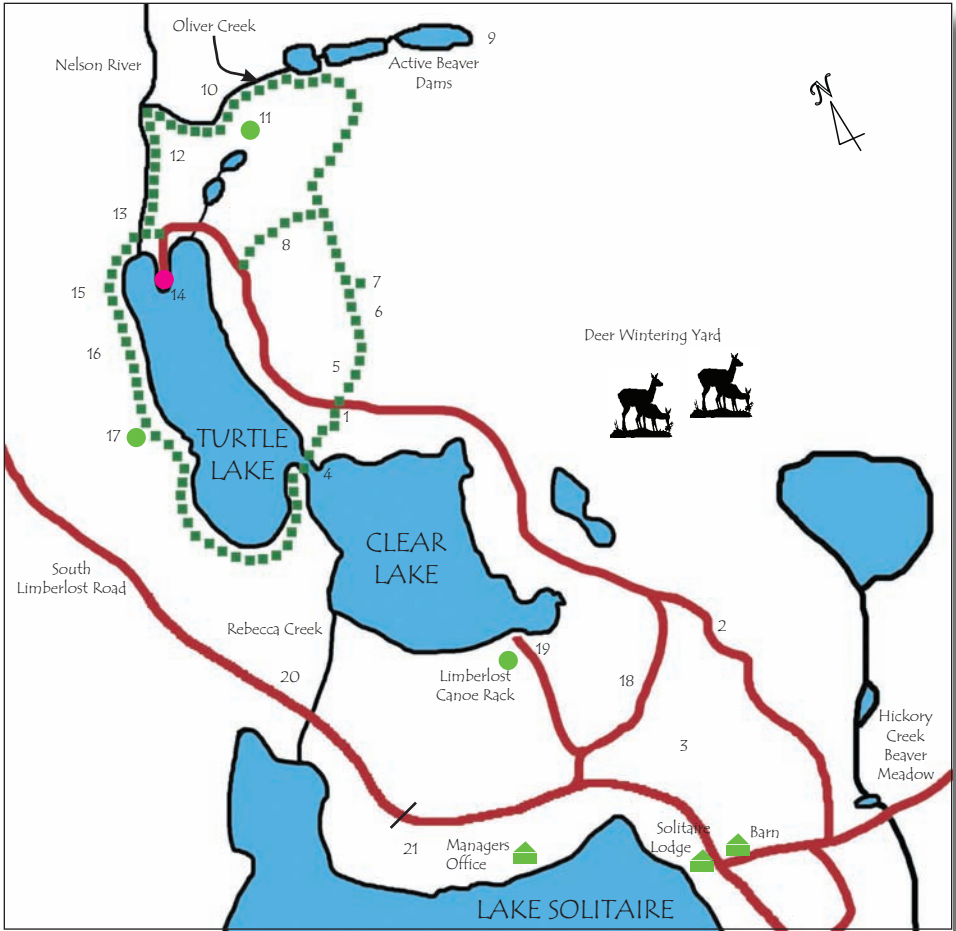 Oliver Creek
Nelson River
9
Active Beaver
Dams
N
10
11
12
13
8
7
14
15
6
16
Deer Wintering Yard
5
1
17
TURTLE
LAKE
4
CLEAR
LAKE
South
Limberlost Road
Rebecca Creek
2
19
Limberlost
Canoe Rack
18
20
3
Hickory
Creek
Beaver
Meadow
Solitaire
Lodge
Barn
21
Managers
Office
LAKE SOLITAIRE